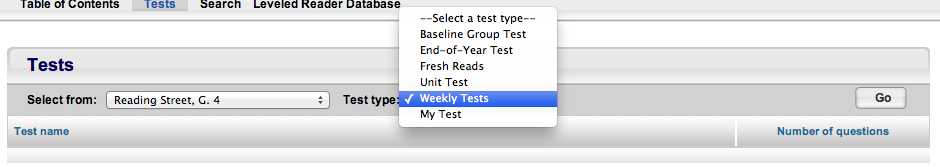 Table of Contents Tests Search Leveled Reader Database
--Select a test type--
Baseline Group Test
End-of-Year Test
Fresh Reads
Unit Test
✓ Weekly Tests
My Test
Tests
Select from: Reading Street, G. 4 Test type: Go
Test name Number of questions